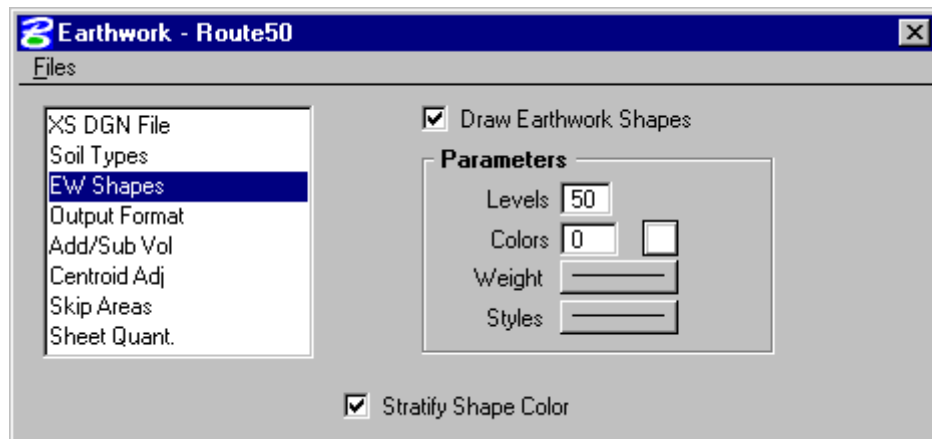 Earthwork - Route50
Files
XS DGN File
Soil Types
EW Shapes
Output Format
Add/Sub Vol
Centroid Adj
Skip Areas
Sheet Quant.
Draw Earthwork Shapes
Parameters
Levels 50
Colors 0
Weight
Styles
Stratify Shape Color